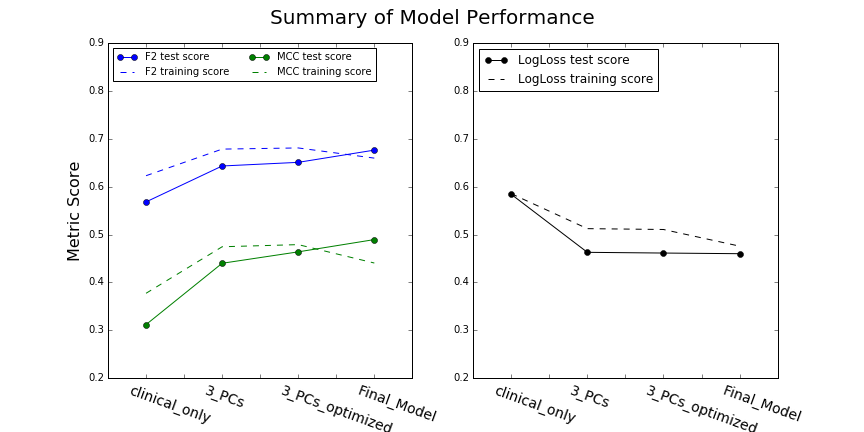 Summary of Model Performance
F2 test score
F2 training score
MCC test score
MCC training score
Metric Score
0.9
0.8
0.7
0.6
0.5
0.4
0.3
0.2
clinical_only
3_PCs
3_PCs_optimized
Final_Model
LogLoss test score
LogLoss training score
0.9
0.8
0.7
0.6
0.5
0.4
0.3
0.2
clinical_only
3_PCs
3_PCs_optimized
Final_Model